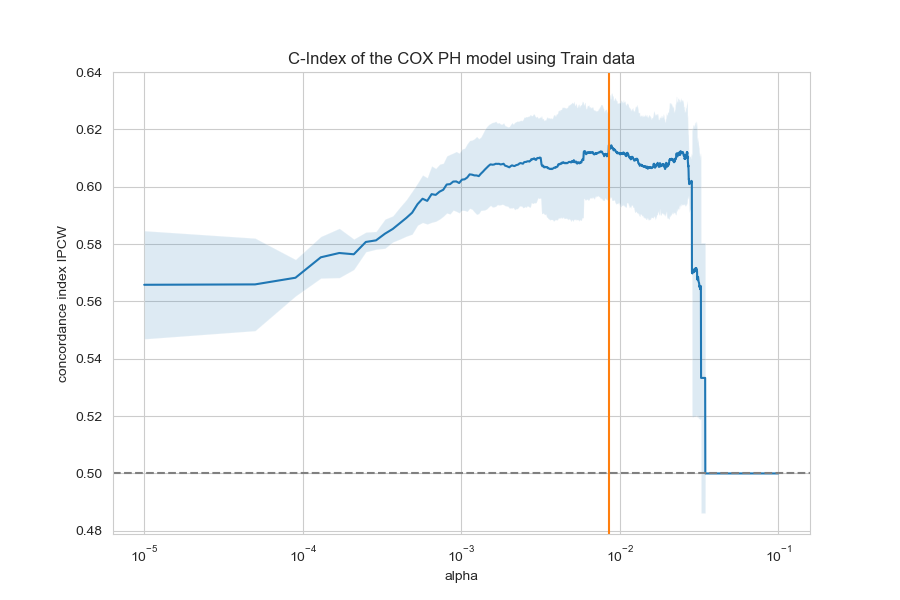 C-Index of the COX PH model using Train data
concordance index IPCW
0.64
0.62
0.60
0.58
0.56
0.54
0.52
0.50
0.48
10⁻⁵ 10⁻⁴ 10⁻³ 10⁻² 10⁻¹
alpha